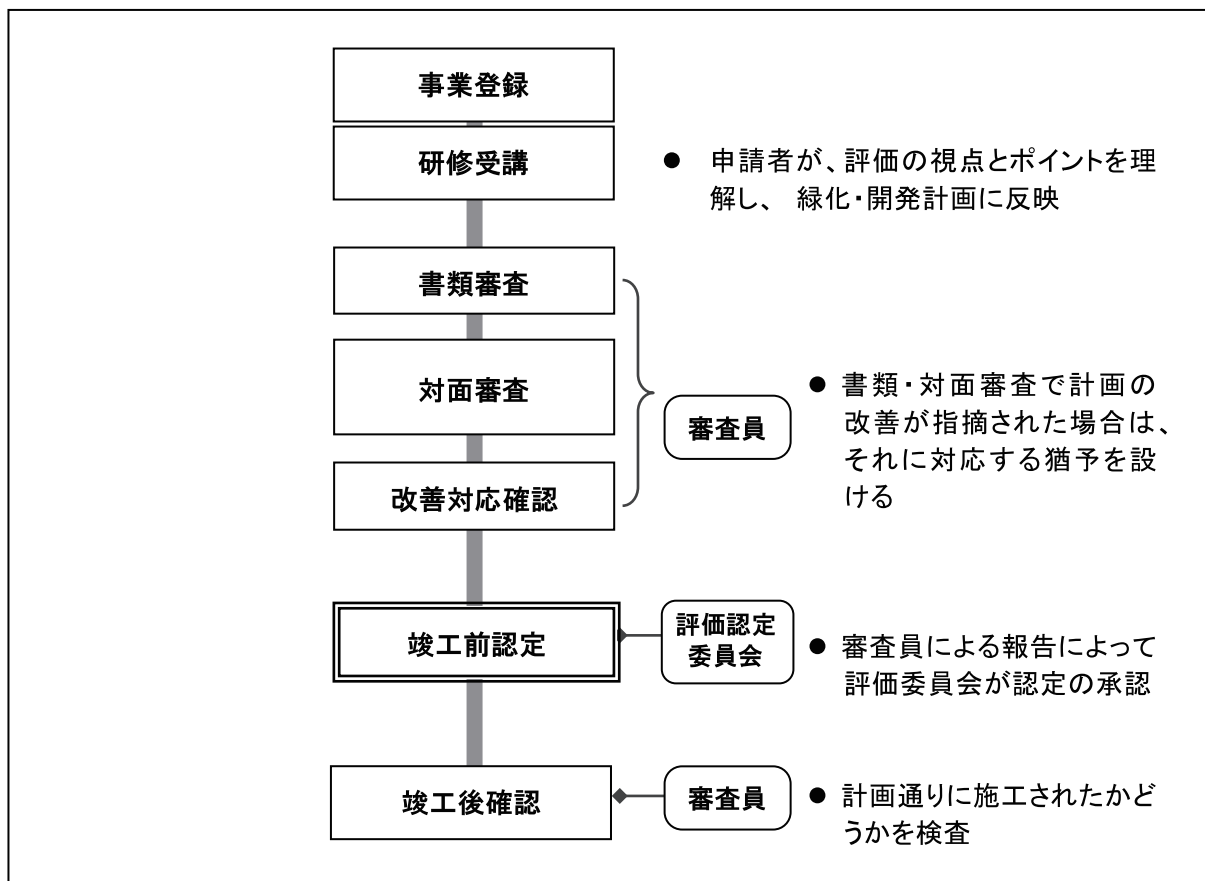 事業登録
研修受講
● 申請者が、評価の視点とポイントを理
解し、 緑化・開発計画に反映
書類審査
対面審査
改善対応確認
審査員
● 書類・対面審査で計画の
改善が指摘された場合は、
それに対応する猶予を設
ける
竣工前認定
評価認定
委員会
● 審査員による報告によって
評価委員会が認定の承認
竣工後確認
審査員
● 計画通りに施工されたかど
うかを検査